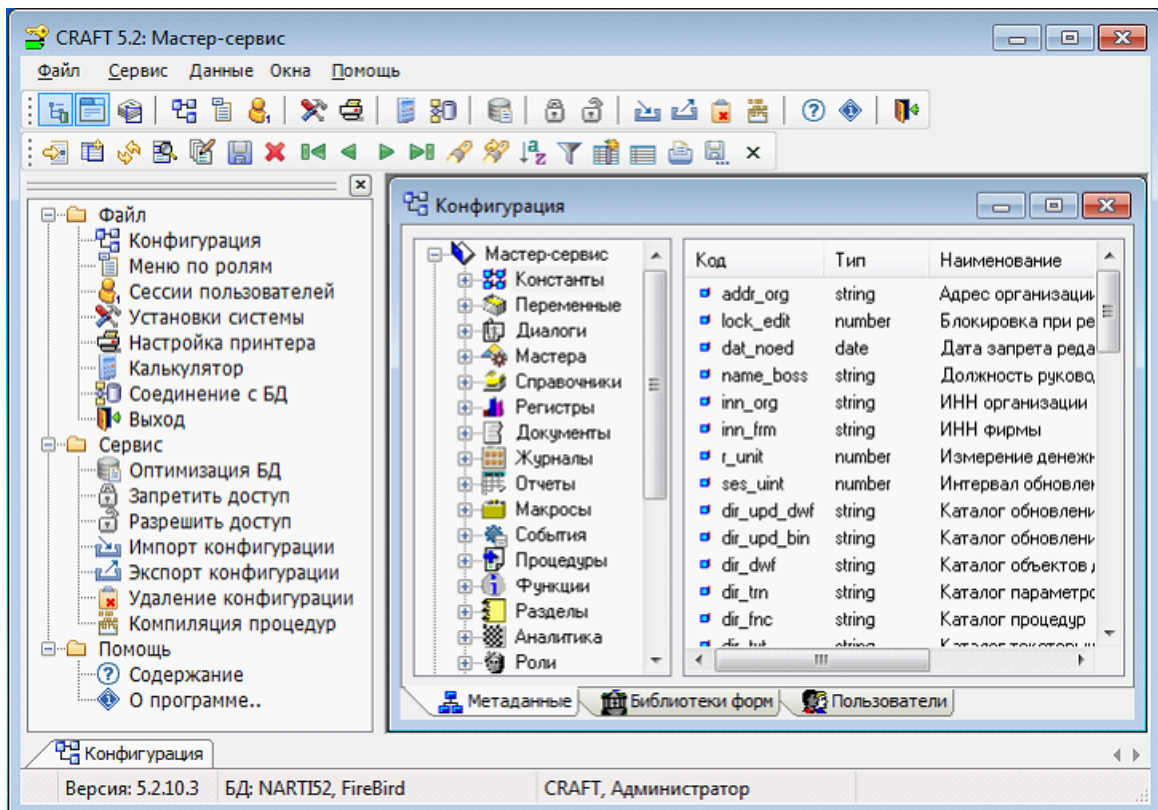 CRAFT 5.2: Мастер-сервис
Файл Сервис Данные Окна Помощь
Файл
Конфигурация
Меню по ролям
Сессии пользователей
Установки системы
Настройка принтера
Калькулятор
Соединение с БД
Выход
Сервис
Оптимизация БД
Запретить доступ
Разрешить доступ
Импорт конфигурации
Экспорт конфигурации
Удаление конфигурации
Компиляция процедур
Помощь
Содержание
О программе..
Конфигурация
Мастер-сервис
Константы
Переменные
Диалоги
Мастера
Справочники
Регистры
Документы
Журналы
Отчеты
Макросы
События
Процедуры
Функции
Разделы
Аналитика
Роли
Код Тип Наименование
addr_org string Адрес организации
lock_edit number Блокировка при ре
dat_noed date Дата запрета реда
name_boss string Должность руково
inn_org string ИНН организации
inn_frm string ИНН фирмы
r_unit number Измерение денежн
ses_uint number Интервал обновлен
dir_upd_dwf string Каталог обновлени
dir_upd_bin string Каталог обновлени
dir_dwf string Каталог объектов
dir_trn string Каталог параметро
dir_fnc string Каталог процедур
Метаданные Библиотеки форм Пользователи
Конфигурация
Версия: 5.2.10.3 БД: NARTI52, FireBird CRAFT, Администратор